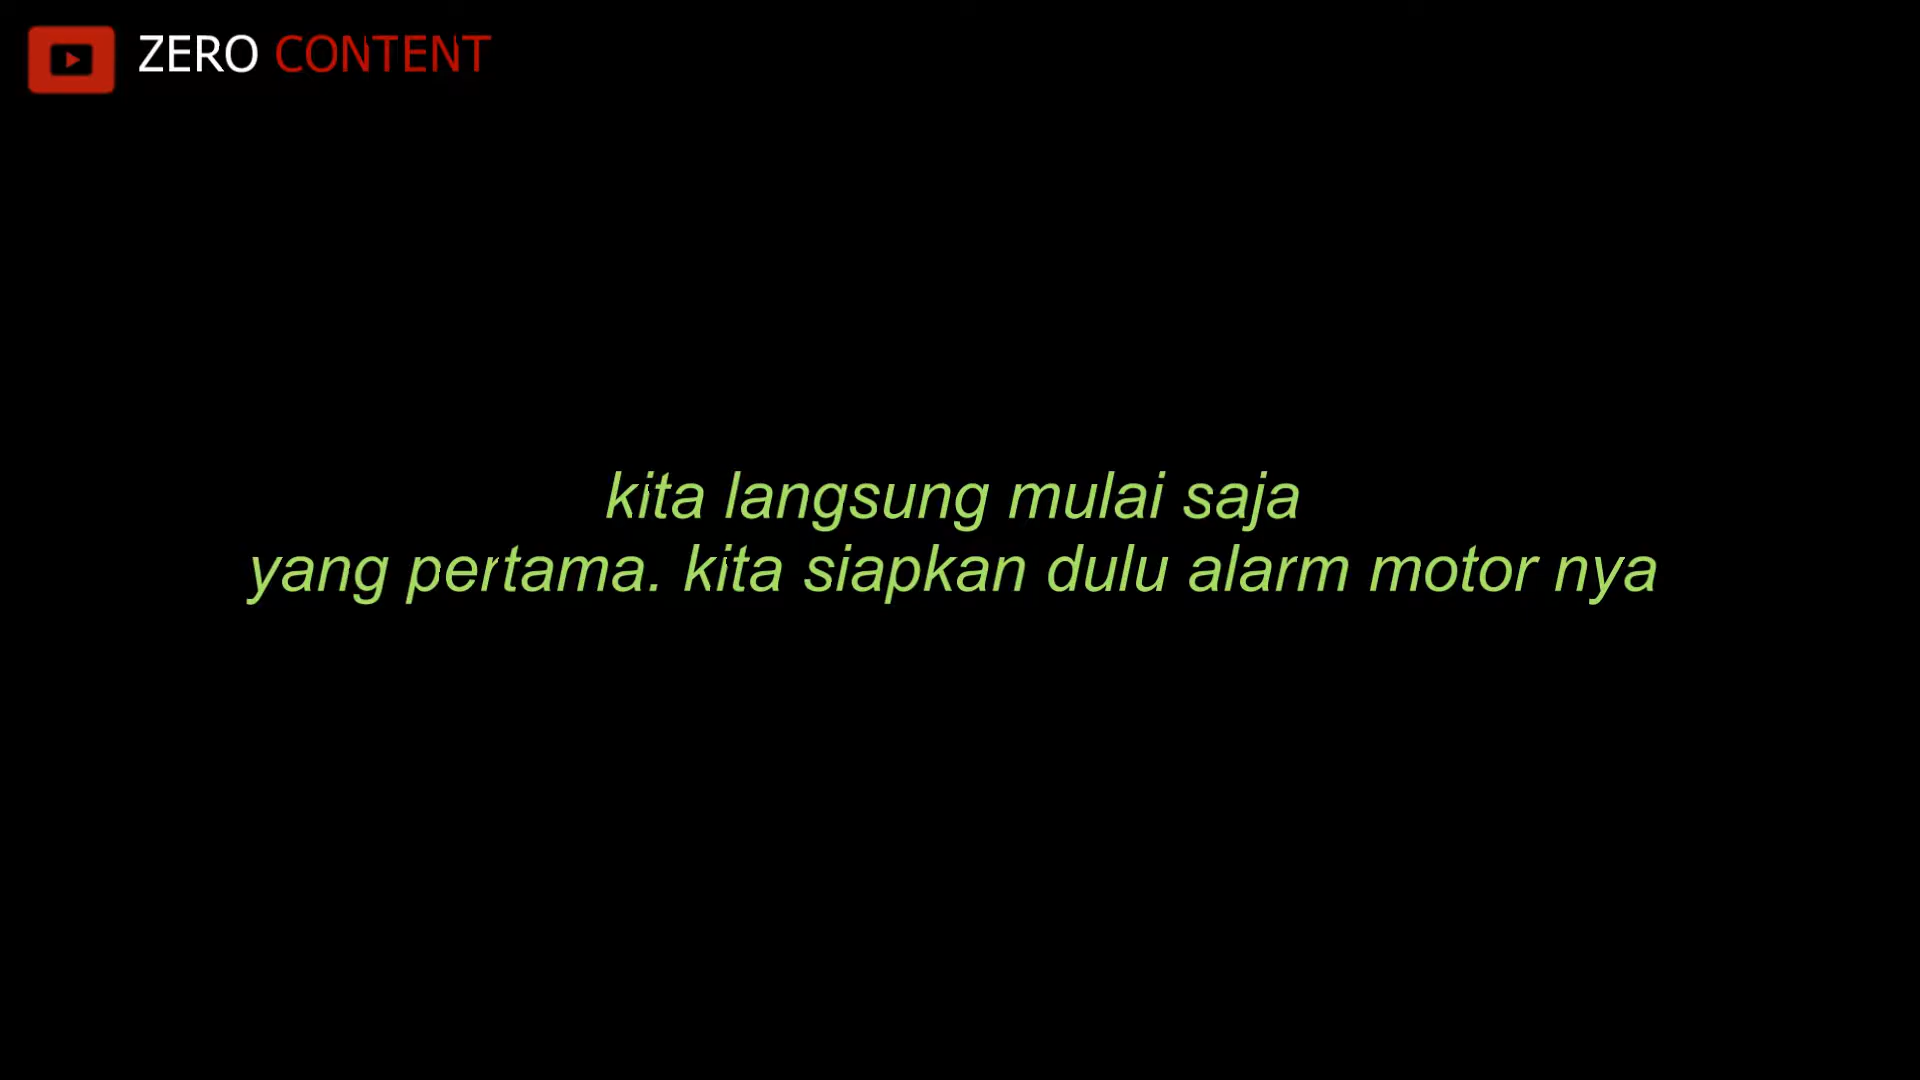 ZERO CONTENT
kita langsung mulai saja
yang pertama. kita siapkan dulu alarm motor nya